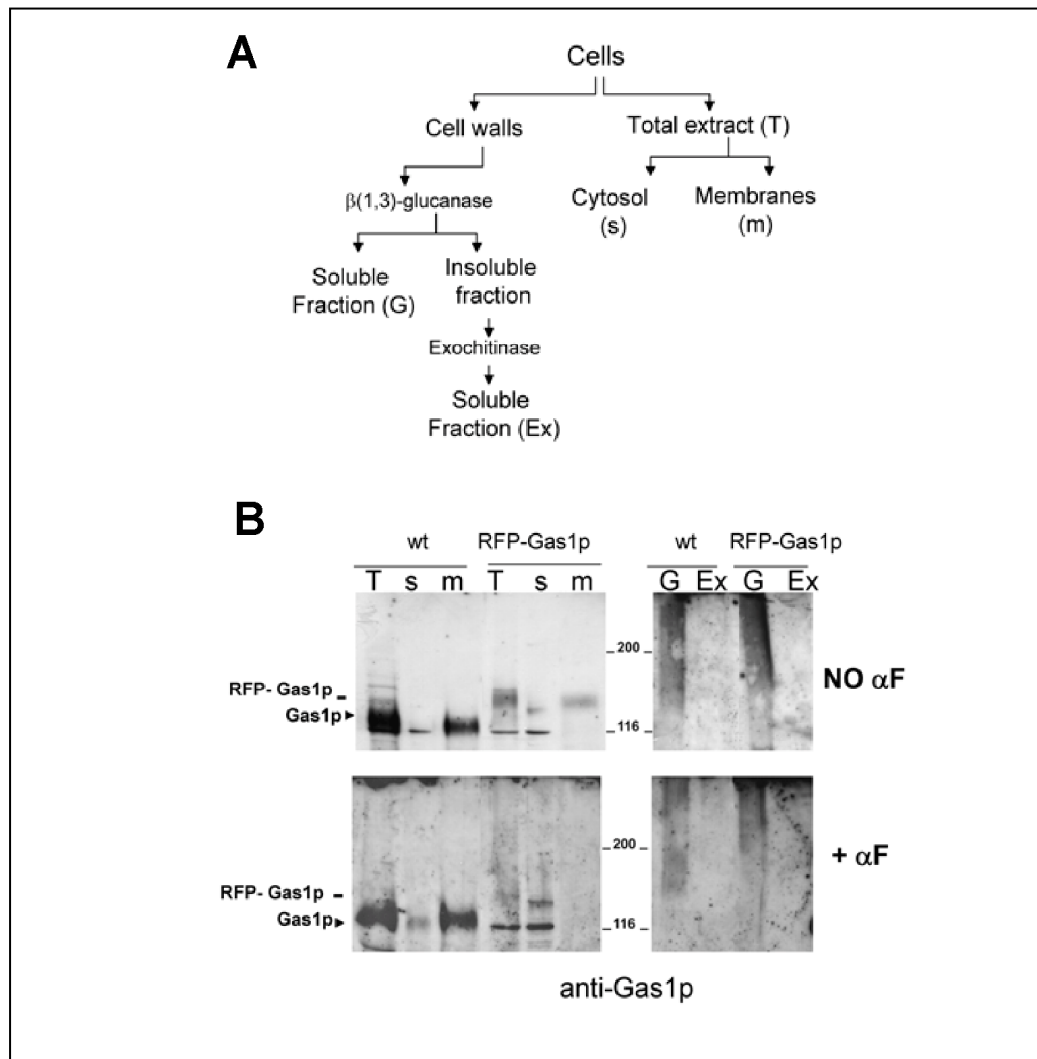 A
Cells
Cell walls
Total extract (T)
β(1,3)-glucanase
Cytosol
(s)
Membranes
(m)
Soluble
Fraction (G)
Insoluble
fraction
Exochitinase
Soluble
Fraction (Ex)
B
wt RFP-Gas1p wt RFP-Gas1p
T s m T s m G Ex G Ex
200
RFP- Gas1p
Gas1p
116
NO αF
200
RFP- Gas1p
Gas1p
116
+ αF
anti-Gas1p